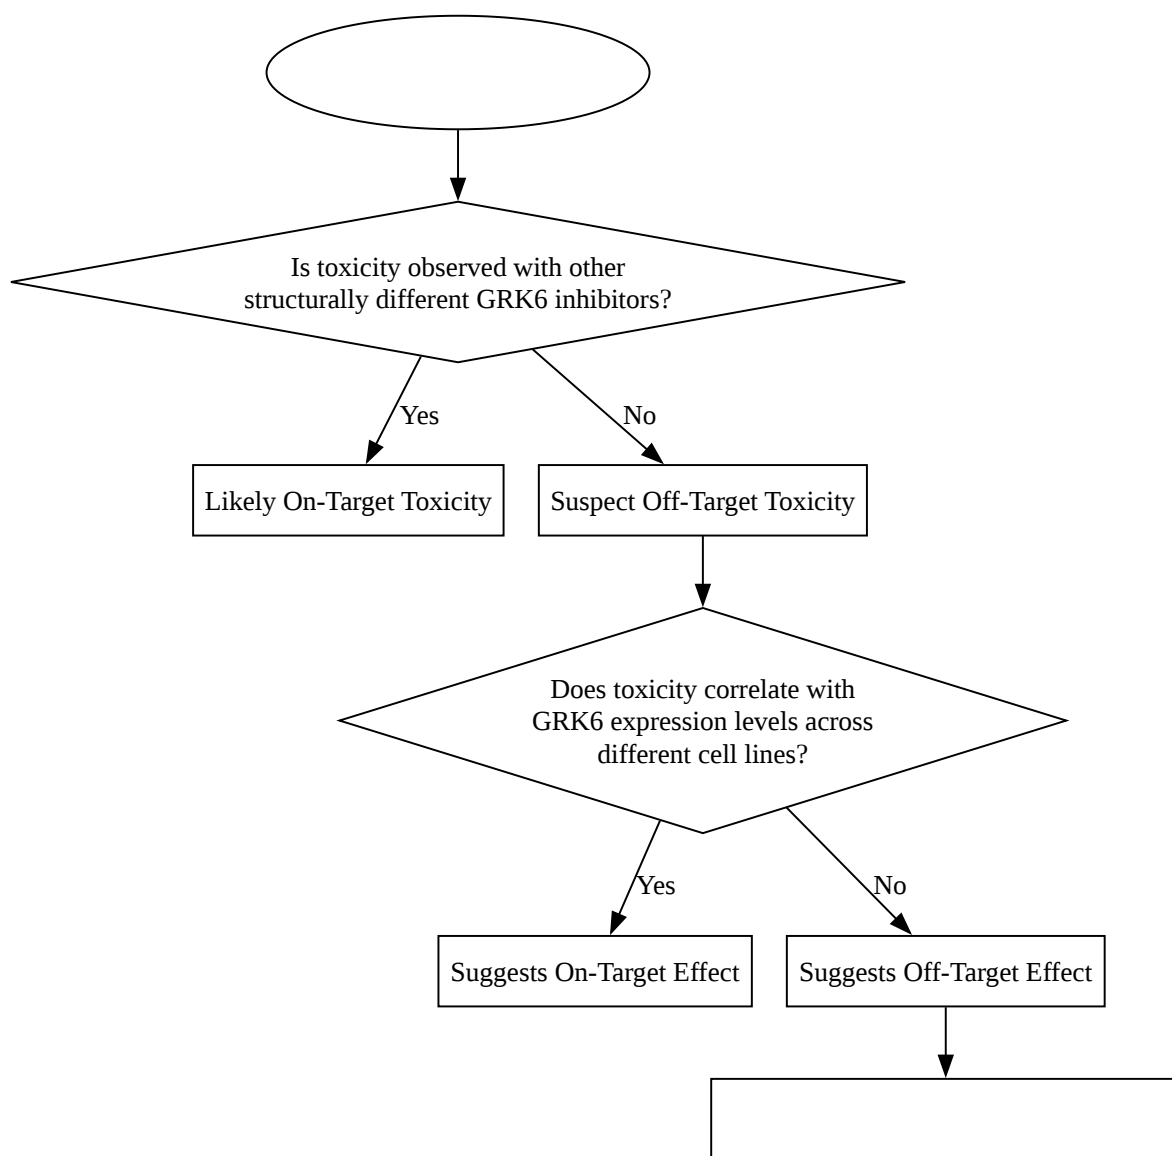 Is toxicity observed with other
structurally different GRK6 inhibitors?
Yes
No
Likely On-Target Toxicity
Suspect Off-Target Toxicity
Does toxicity correlate with
GRK6 expression levels across
different cell lines?
Yes
No
Suggests On-Target Effect
Suggests Off-Target Effect